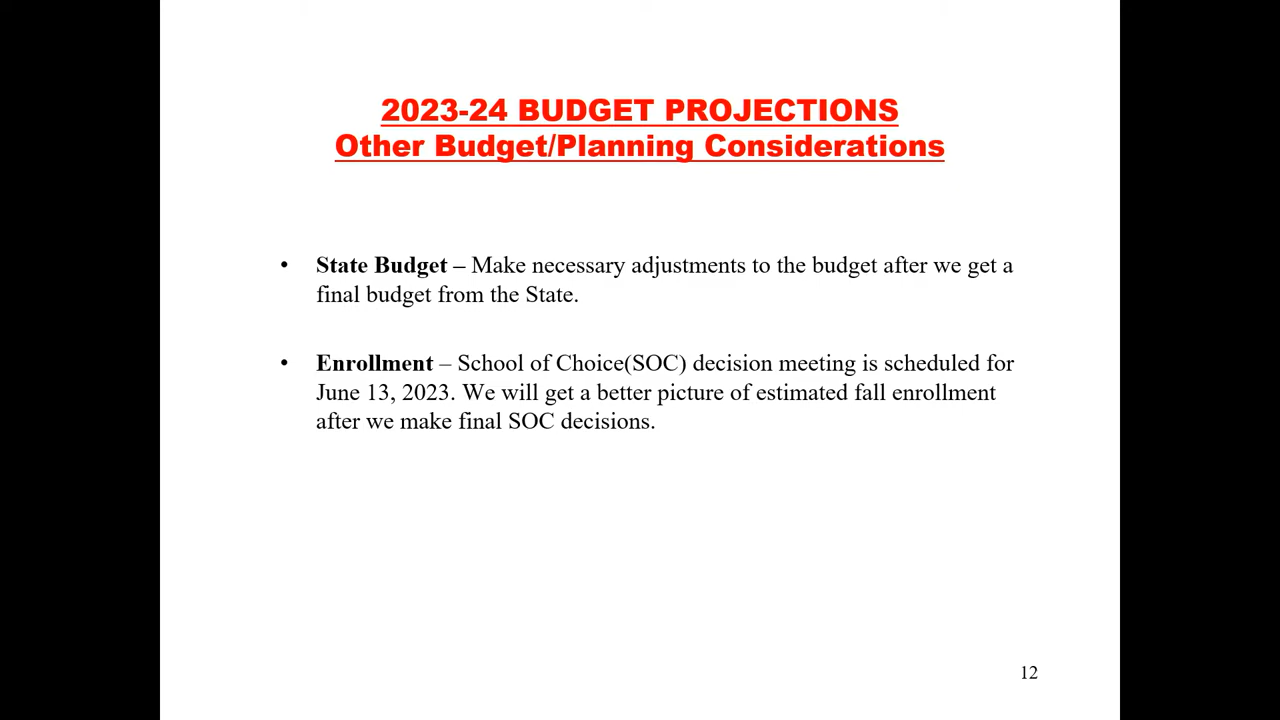 2023-24 BUDGET PROJECTIONS
Other Budget/Planning Considerations
• State Budget – Make necessary adjustments to the budget after we get a
final budget from the State.
• Enrollment – School of Choice(SOC) decision meeting is scheduled for
June 13, 2023. We will get a better picture of estimated fall enrollment
after we make final SOC decisions.
12